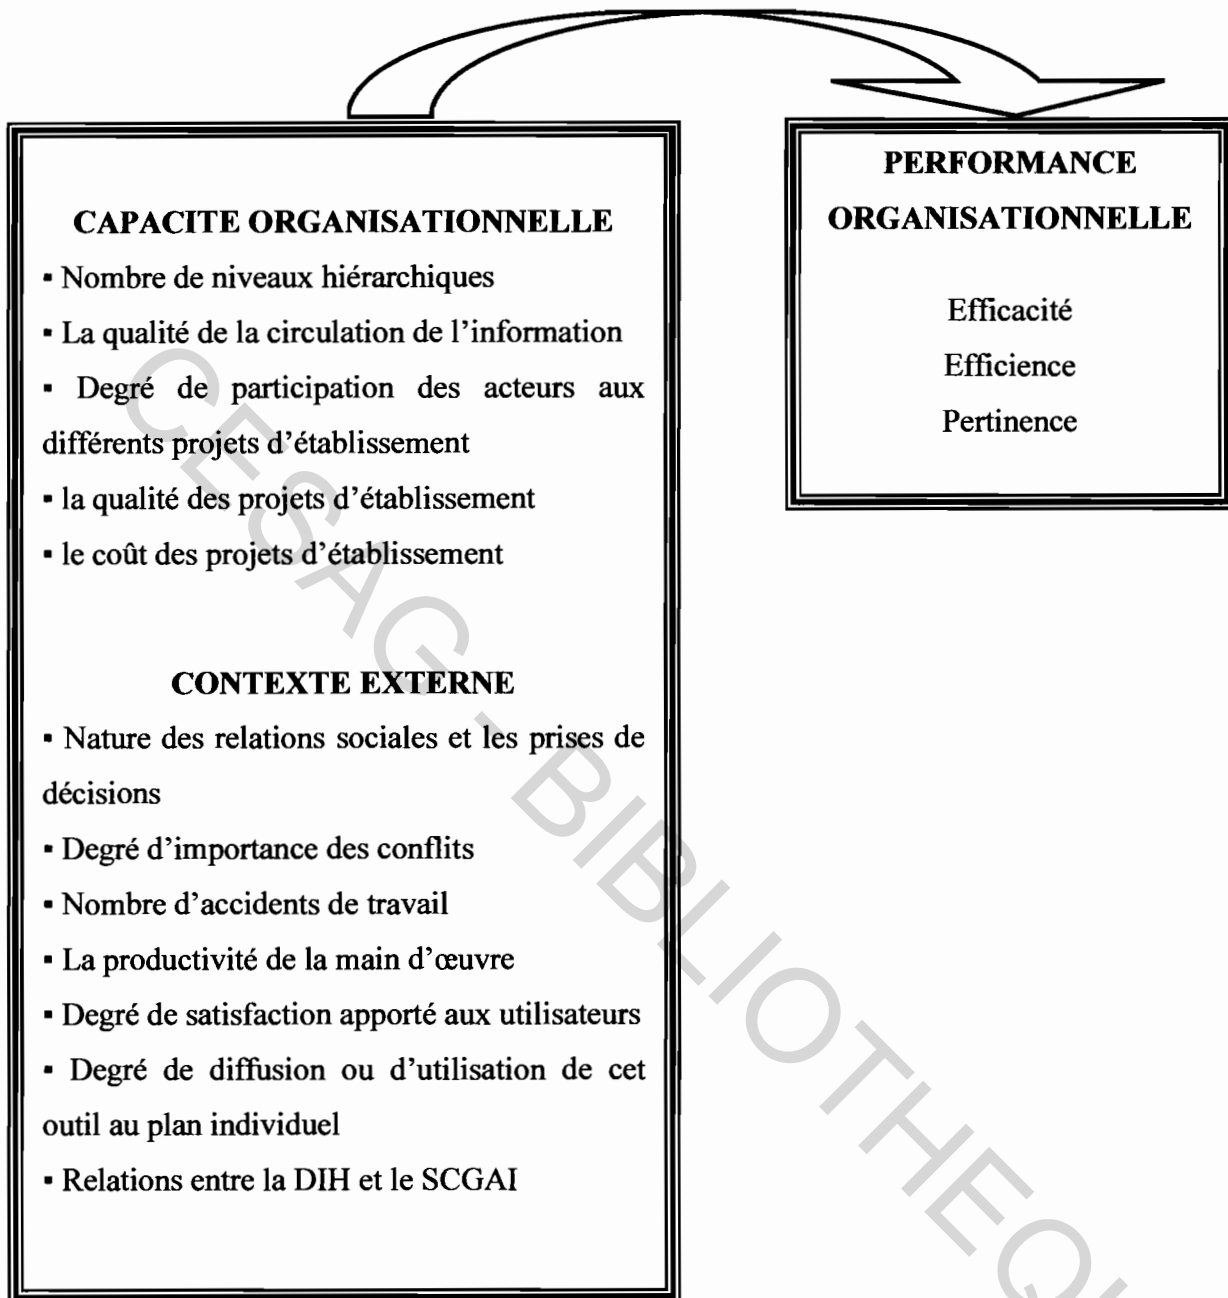 CAPACITE ORGANISATIONNELLE
▪ Nombre de niveaux hiérarchiques
▪ La qualité de la circulation de l'information
▪ Degré de participation des acteurs aux
différents projets d'établissement
▪ la qualité des projets d'établissement
▪ le coût des projets d'établissement
CONTEXTE EXTERNE
▪ Nature des relations sociales et les prises de
décisions
▪ Degré d'importance des conflits
▪ Nombre d'accidents de travail
▪ La productivité de la main d'œuvre
▪ Degré de satisfaction apporté aux utilisateurs
▪ Degré de diffusion ou d'utilisation de cet
outil au plan individuel
▪ Relations entre la DIH et le SCGAI
PERFORMANCE
ORGANISATIONNELLE
Efficacité
Efficience
Pertinence
CESAG - BIBLIOTHEQU